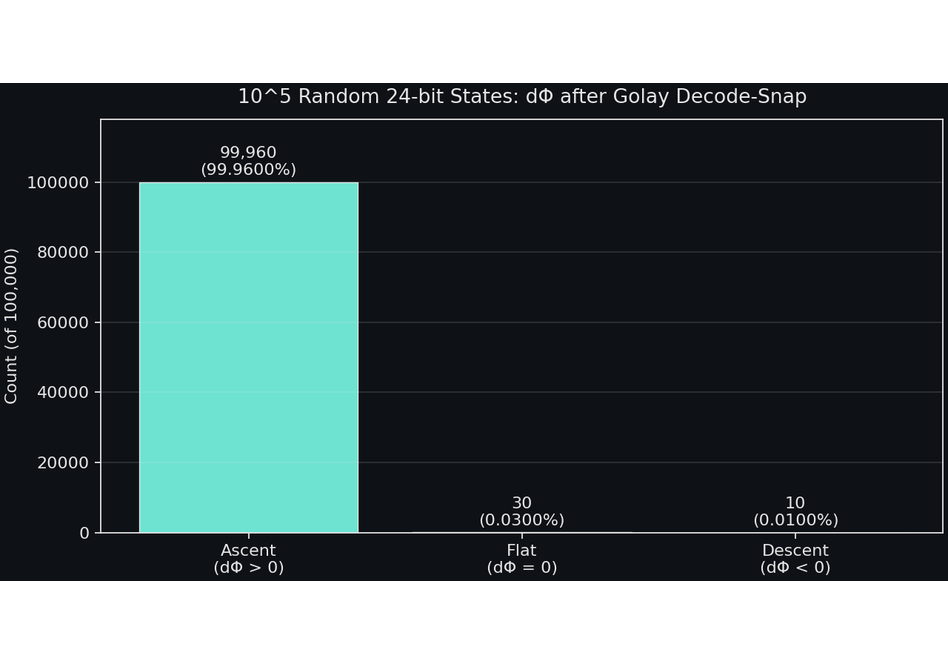 10^5 Random 24-bit States: dΦ after Golay Decode-Snap
Count (of 100,000)
100000
80000
60000
40000
20000
0
99,960
(99.9600%)
30
(0.0300%)
10
(0.0100%)
Ascent
(dΦ > 0)
Flat
(dΦ = 0)
Descent
(dΦ < 0)